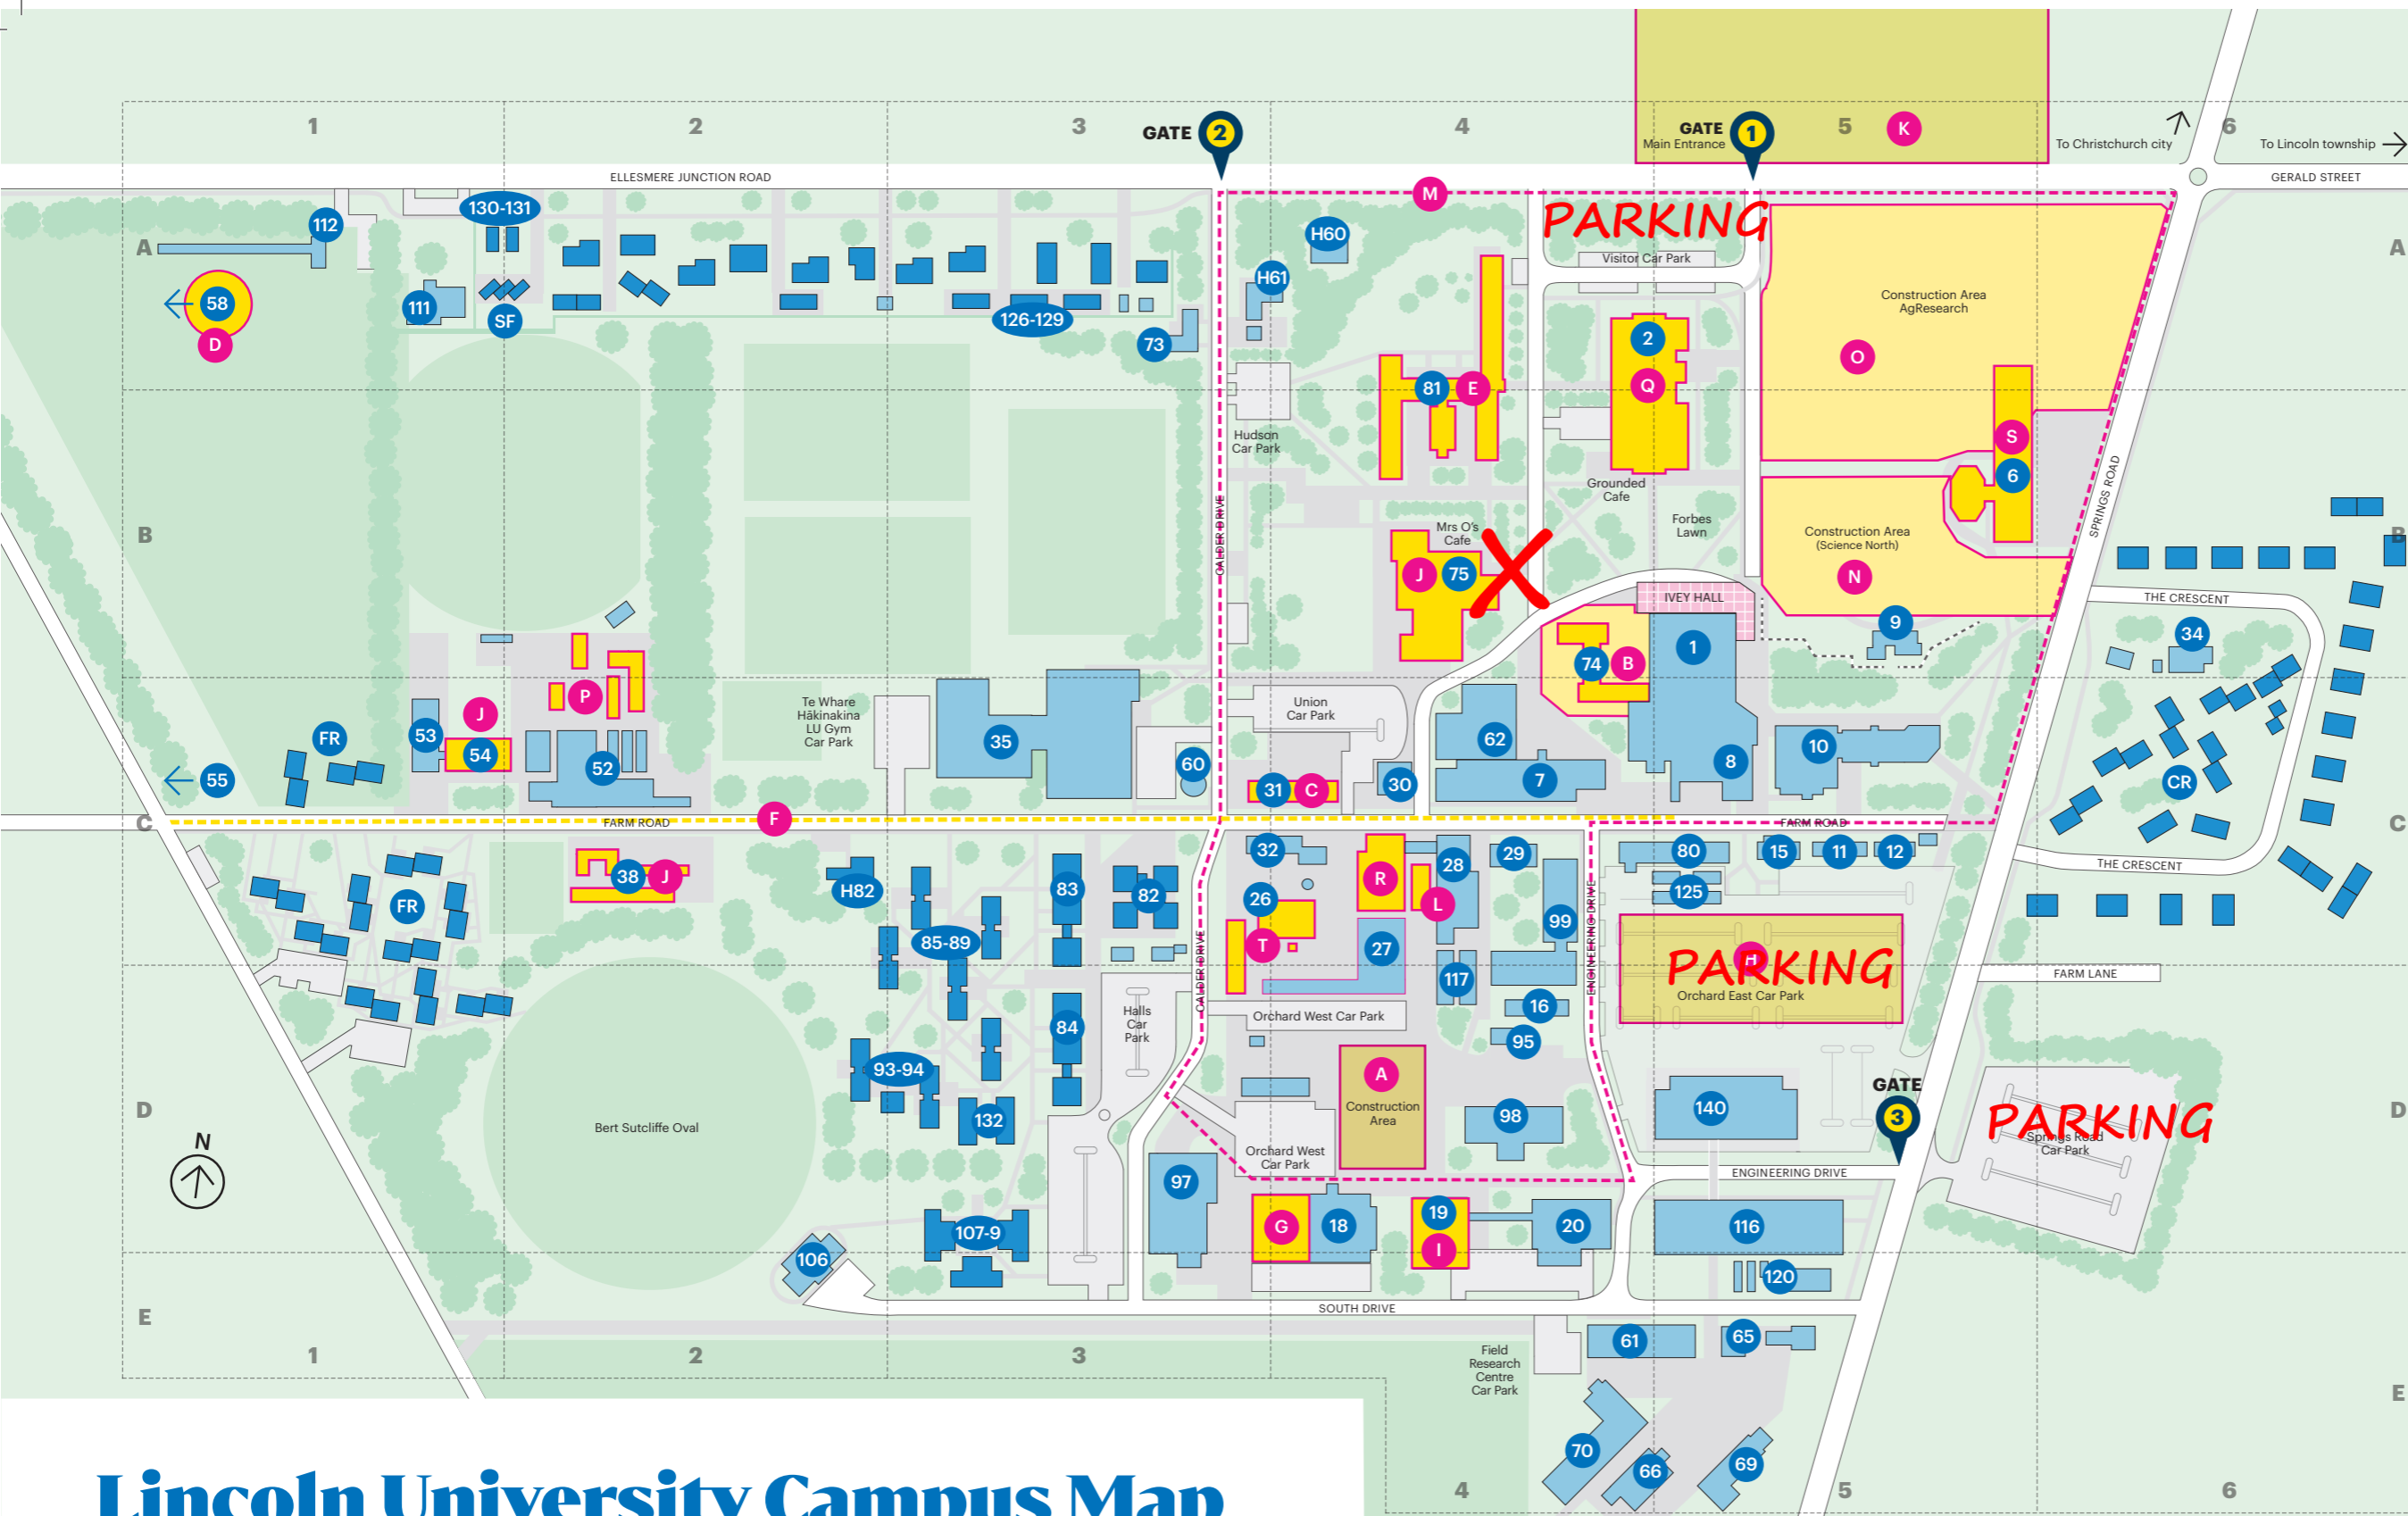 1
2
3
GATE 2
4
GATE 1
Main Entrance
5
K
6
To Christchurch city
To Lincoln township
ELLESMERE JUNCTION ROAD
GERALD STREET
M
130-131
112
A
PARKING
H60
A
Visitor Car Park
H61
58
111
SF
126-129
D
73
Construction Area
AgResearch
2
O
81
E
Q
Hudson
Car Park
S
6
Grounded
Cafe
SPRINGS ROAD
CALDER DRIVE
B
Mrs O's
Cafe
Forbes
Lawn
Construction Area
(Science North)
B
J
75
X
N
IVEY HALL
THE CRESCENT
9
34
74
B
1
P
J
Te Whare
Hākinakina
LU Gym
Car Park
Union
Car Park
FR
53
54
52
35
60
62
10
8
7
30
31
C
CR
55
C
FARM ROAD
F
FARM ROAD
C
32
28
29
80
15
11
12
THE CRESCENT
38
J
H82
83
82
R
L
125
26
FR
99
85-89
T
27
ENGINEERING DRIVE
CALDER DRIVE
117
H
PARKING
Orchard East Car Park
FARM LANE
16
Halls
Car
Park
Orchard West Car Park
84
95
93-94
A
Construction
Area
GATE
3
D
132
98
140
PARKING
Springs Road
Car Park
D
Bert Sutcliffe Oval
N
Orchard West
Car Park
ENGINEERING DRIVE
97
G
18
19
I
20
116
107-9
106
120
SOUTH DRIVE
E
61
65
1
2
3
Field
Research
Centre
Car Park
E
70
66
69
4
5
6
Lincoln University Campus Map